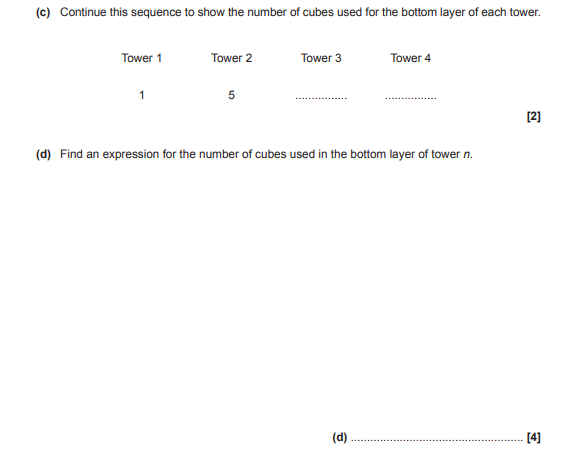 (c) Continue this sequence to show the number of cubes used for the bottom layer of each tower.
Tower 1 Tower 2 Tower 3 Tower 4
1 5 ................ ................
[2]
(d) Find an expression for the number of cubes used in the bottom layer of tower n.
(d) ...................................................... [4]